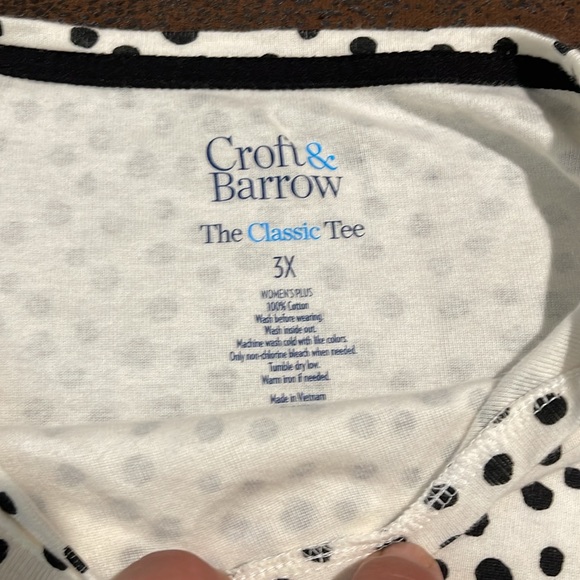 Croft&
Barrow
The Classic Tee
3X
WOMEN'S PLUS
100% Cotton
Wash before wearing.
Wash inside out.
Machine wash cold with like colors.
Only non-chlorine bleach when needed.
Tumble dry low.
Warm iron if needed.
Made in Vietnam